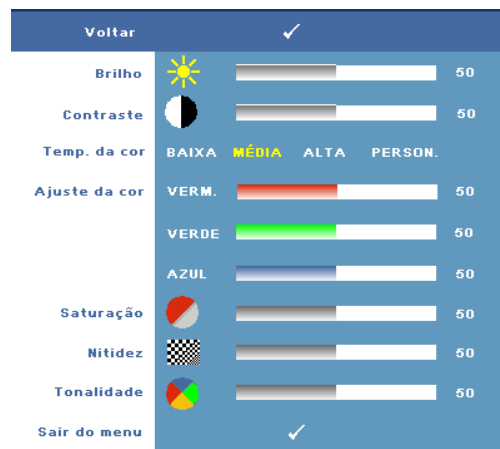 Voltar
Brilho 50
Contraste 50
Temp. da cor BAIXA MÉDIA ALTA PERSON.
Ajuste da cor VERM. 50
VERDE 50
AZUL 50
Saturação 50
Nitidez 50
Tonalidade 50
Sair do menu